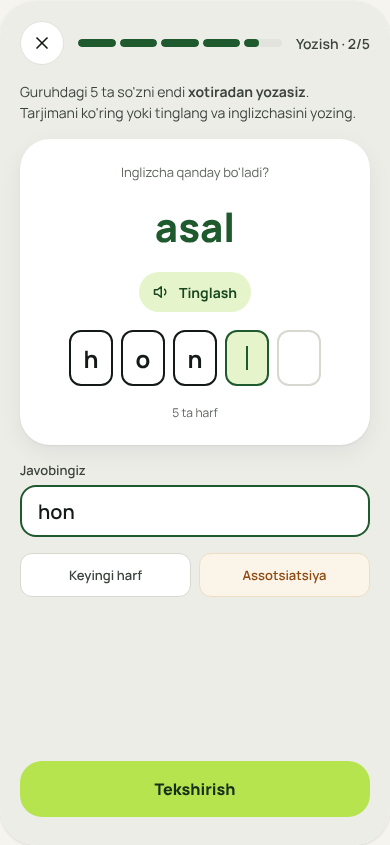 Yozish · 2/5
Guruhdagi 5 ta so'zni endi xotiradan yozasiz.
Tarjimani ko'ring yoki tinglang va inglizchasini yozing.
Inglizcha qanday bo'ladi?
asal
Tinglash
h o n
5 ta harf
Javobingiz
hon
Keyingi harf
Assotsiatsiya
Tekshirish